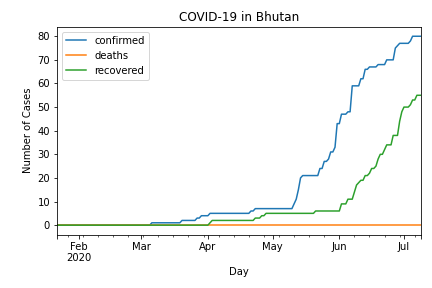 COVID-19 in Bhutan
confirmed
deaths
recovered
Number of Cases
80
70
60
50
40
30
20
10
0
Feb
2020
Mar
Apr
May
Jun
Jul
Day